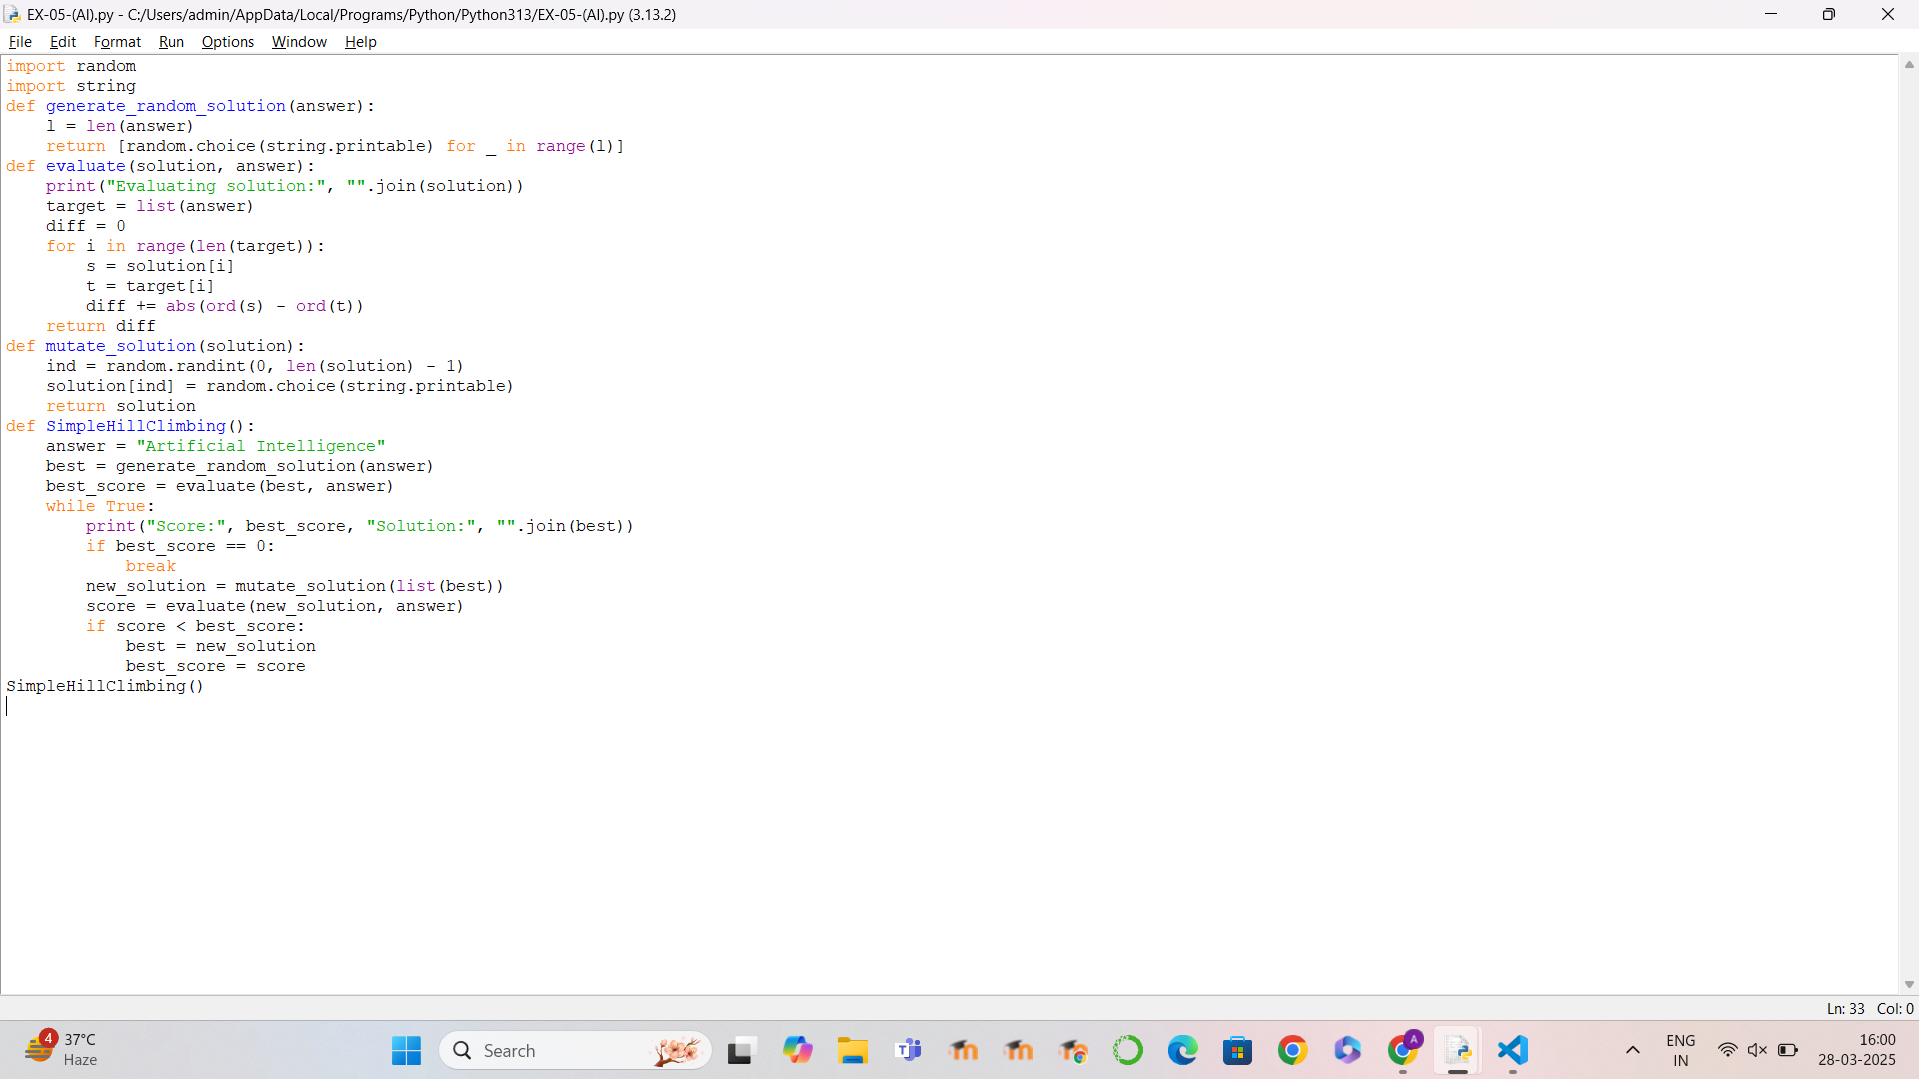 EX-05-(AI).py - C:/Users/admin/AppData/Local/Programs/Python/Python313/EX-05-(AI).py (3.13.2)
File Edit Format Run Options Window Help
import random
import string
def generate_random_solution(answer):
    l = len(answer)
    return [random.choice(string.printable) for _ in range(l)]
def evaluate(solution, answer):
    print("Evaluating solution:", "".join(solution))
    target = list(answer)
    diff = 0
    for i in range(len(target)):
        s = solution[i]
        t = target[i]
        diff += abs(ord(s) - ord(t))
    return diff
def mutate_solution(solution):
    ind = random.randint(0, len(solution) - 1)
    solution[ind] = random.choice(string.printable)
    return solution
def SimpleHillClimbing():
    answer = "Artificial Intelligence"
    best = generate_random_solution(answer)
    best_score = evaluate(best, answer)
    while True:
        print("Score:", best_score, "Solution:", "".join(best))
        if best_score == 0:
            break
        new_solution = mutate_solution(list(best))
        score = evaluate(new_solution, answer)
        if score < best_score:
            best = new_solution
            best_score = score
SimpleHillClimbing()
Ln: 33 Col: 0
4
37°C
Haze
Search
A
ENG
IN
16:00
28-03-2025